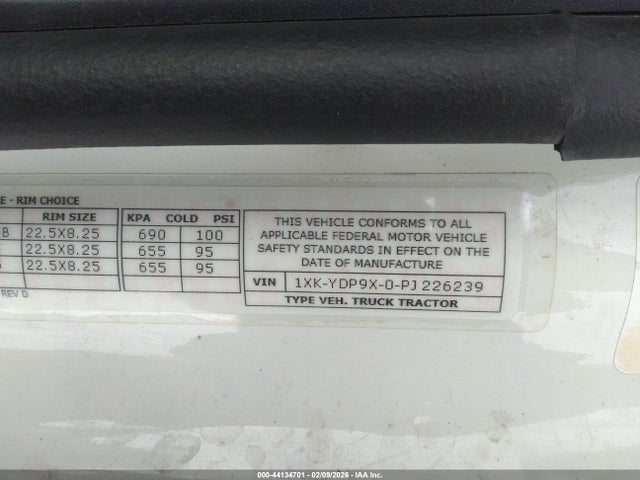 E - RIM CHOICE
RIM SIZE KPA COLD PSI
B 22.5X8.25 690 100
22.5X8.25 655 95
22.5X8.25 655 95
REV D
THIS VEHICLE CONFORMS TO ALL
APPLICABLE FEDERAL MOTOR VEHICLE
SAFETY STANDARDS IN EFFECT ON THE
DATE OF MANUFACTURE
VIN 1XK-YDP9X-0-PJ 226239
TYPE VEH. TRUCK TRACTOR
000-44134701 - 02/09/2026 - IAA Inc.